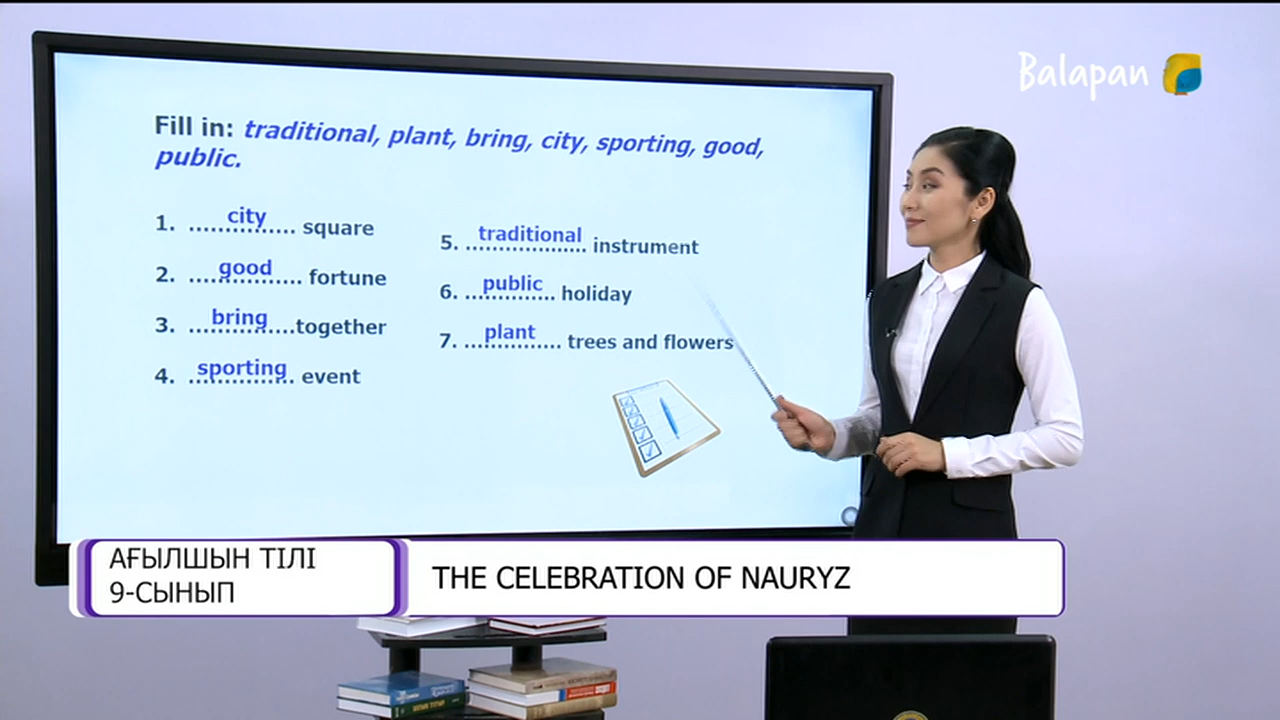 Balapan
Fill in: traditional, plant, bring, city, sporting, good,
public.
1. ...city... square
2. ...good... fortune
3. ...bring...together
4. ...sporting... event
5. ...traditional... instrument
6. ...public... holiday
7. ...plant... trees and flowers
АҒЫЛШЫН ТІЛІ
9-СЫНЫП
THE CELEBRATION OF NAURYZ